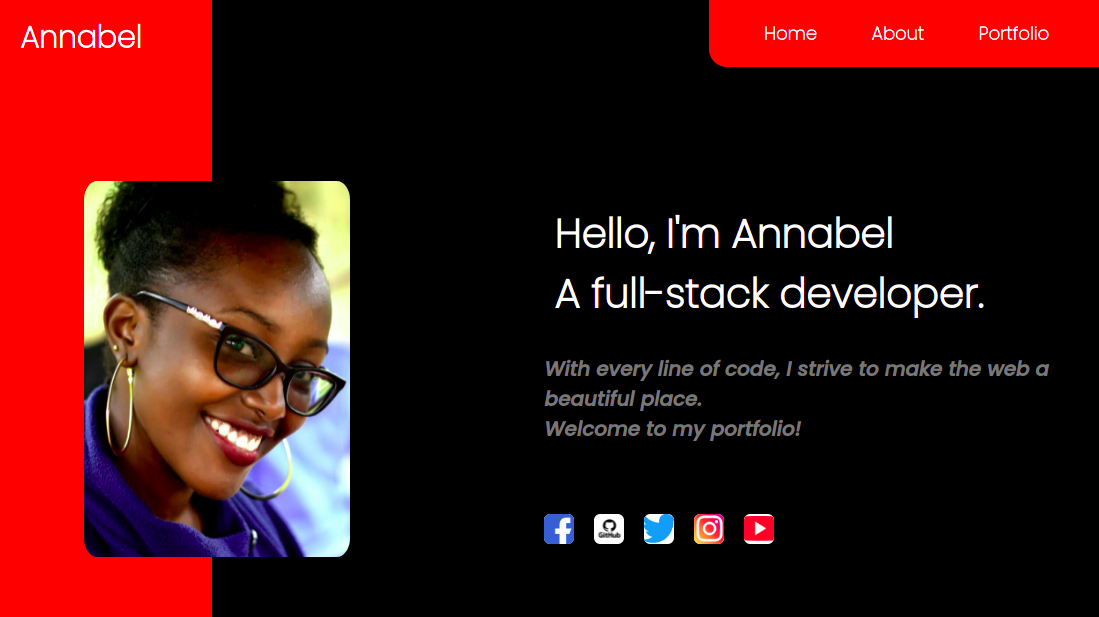 Annabel
Home About Portfolio
Hello, I'm Annabel
A full-stack developer.
With every line of code, I strive to make the web a
beautiful place.
Welcome to my portfolio!
GitHub